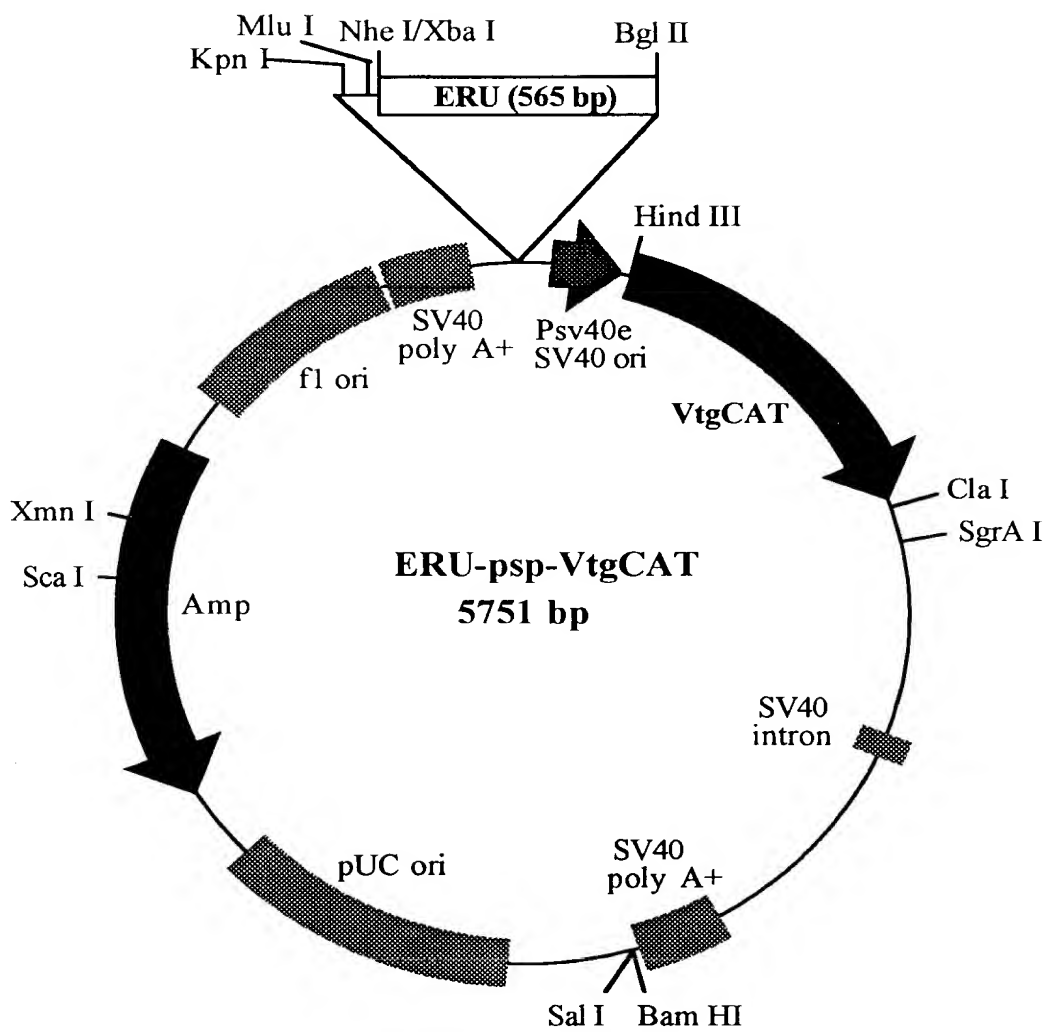 Mlu I
Nhe I/Xba I
Bgl II
Kpn I
ERU (565 bp)
Hind III
SV40
poly A+
Psv40e
SV40 ori
f1 ori
VtgCAT
Cla I
SgrA I
Xmn I
Sca I
Amp
ERU-psp-VtgCAT
5751 bp
SV40
intron
SV40
poly A+
pUC ori
Sal I
Bam HI